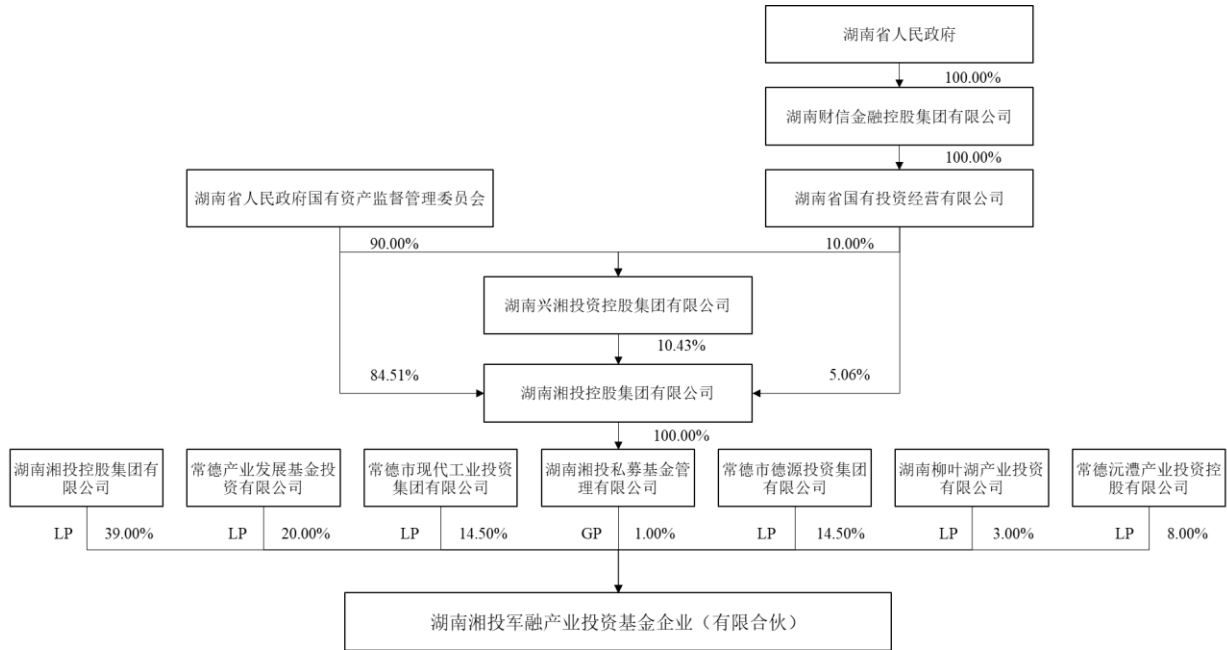 湖南省人民政府
100.00%
湖南财信金融控股集团有限公司
100.00%
湖南省人民政府国有资产监督管理委员会
湖南省国有投资经营有限公司
90.00%
10.00%
湖南兴湘投资控股集团有限公司
10.43%
84.51%
5.06%
湖南湘投控股集团有限公司
100.00%
湖南湘投控股集团有
限公司
常德产业发展基金投
资有限公司
常德市现代工业投资
集团有限公司
湖南湘投私募基金管
理有限公司
常德市德源投资集团
有限公司
湖南柳叶湖产业投资
有限公司
常德沅澧产业投资控
股有限公司
LP 39.00%
LP 20.00%
LP 14.50%
GP 1.00%
LP 14.50%
LP 3.00%
LP 8.00%
湖南湘投军融产业投资基金企业（有限合伙）